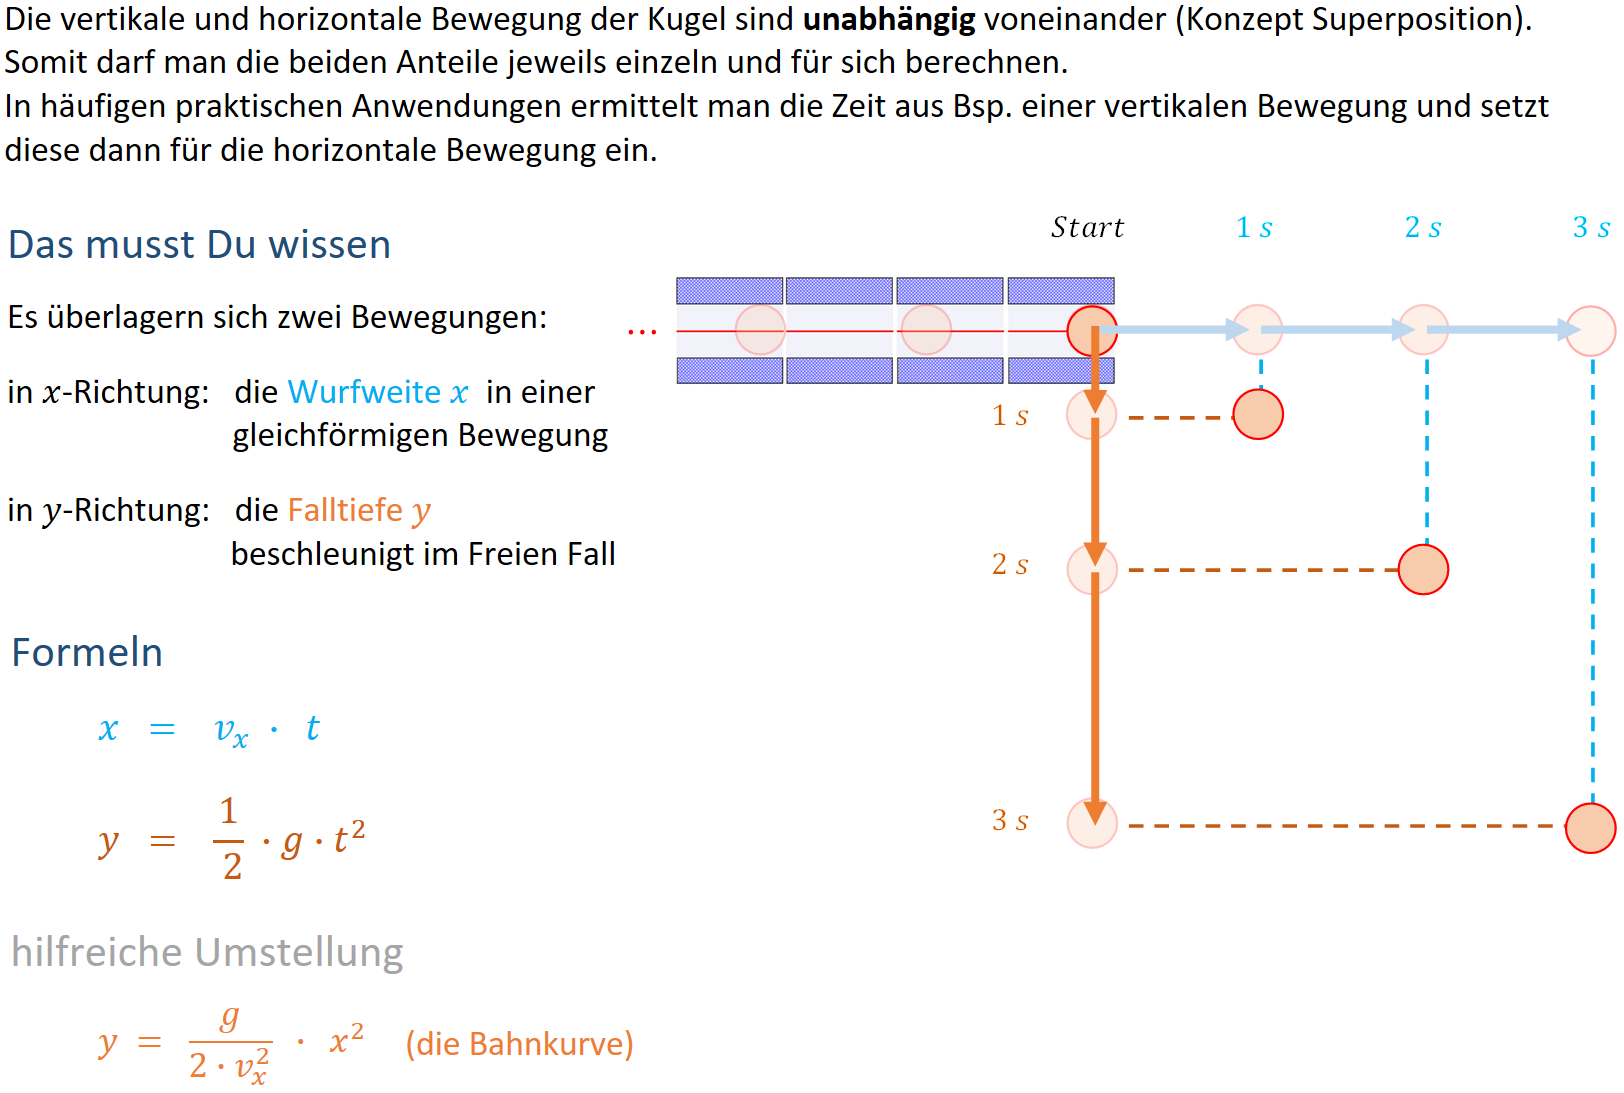 Die vertikale und horizontale Bewegung der Kugel sind unabhängig voneinander (Konzept Superposition).
Somit darf man die beiden Anteile jeweils einzeln und für sich berechnen.
In häufigen praktischen Anwendungen ermittelt man die Zeit aus Bsp. einer vertikalen Bewegung und setzt
diese dann für die horizontale Bewegung ein.
Das musst Du wissen
Es überlagern sich zwei Bewegungen:
in x-Richtung: die Wurfweite x in einer
gleichförmigen Bewegung
in y-Richtung: die Falltiefe y
beschleunigt im Freien Fall
Formeln
x = vₓ · t
y = 1/2 · g · t²
hilfreiche Umstellung
y = g/(2 · vₓ²) · x² (die Bahnkurve)
Start 1 s 2 s 3 s
...
1 s
2 s
3 s